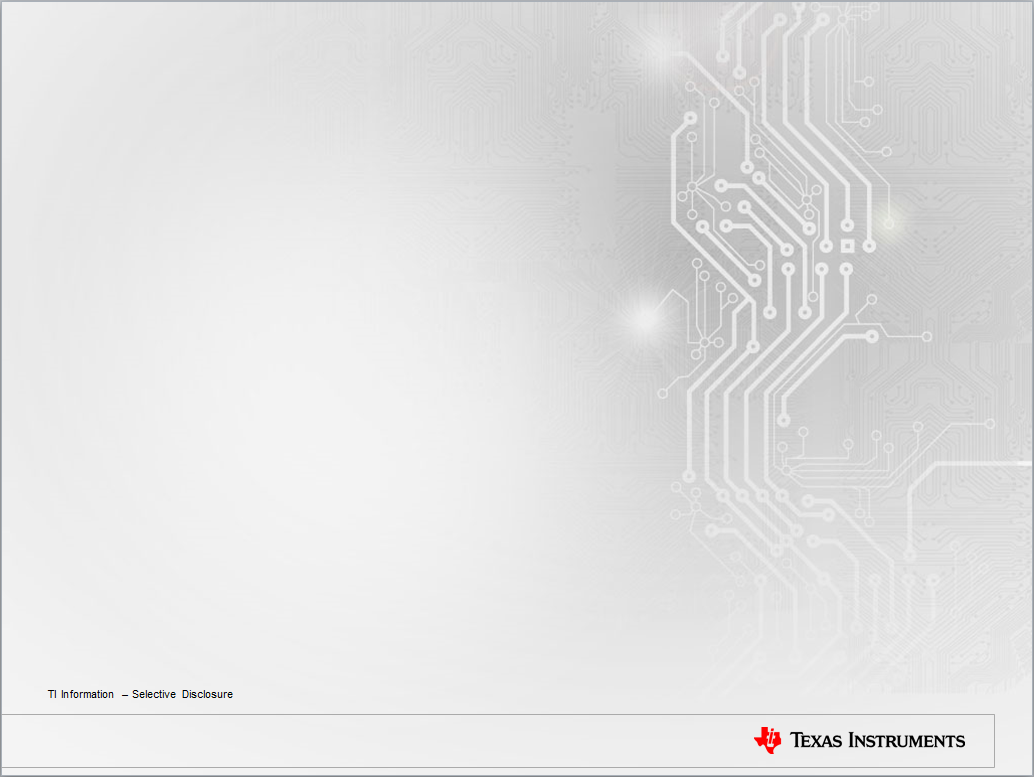 TI Information – Selective Disclosure
TEXAS INSTRUMENTS